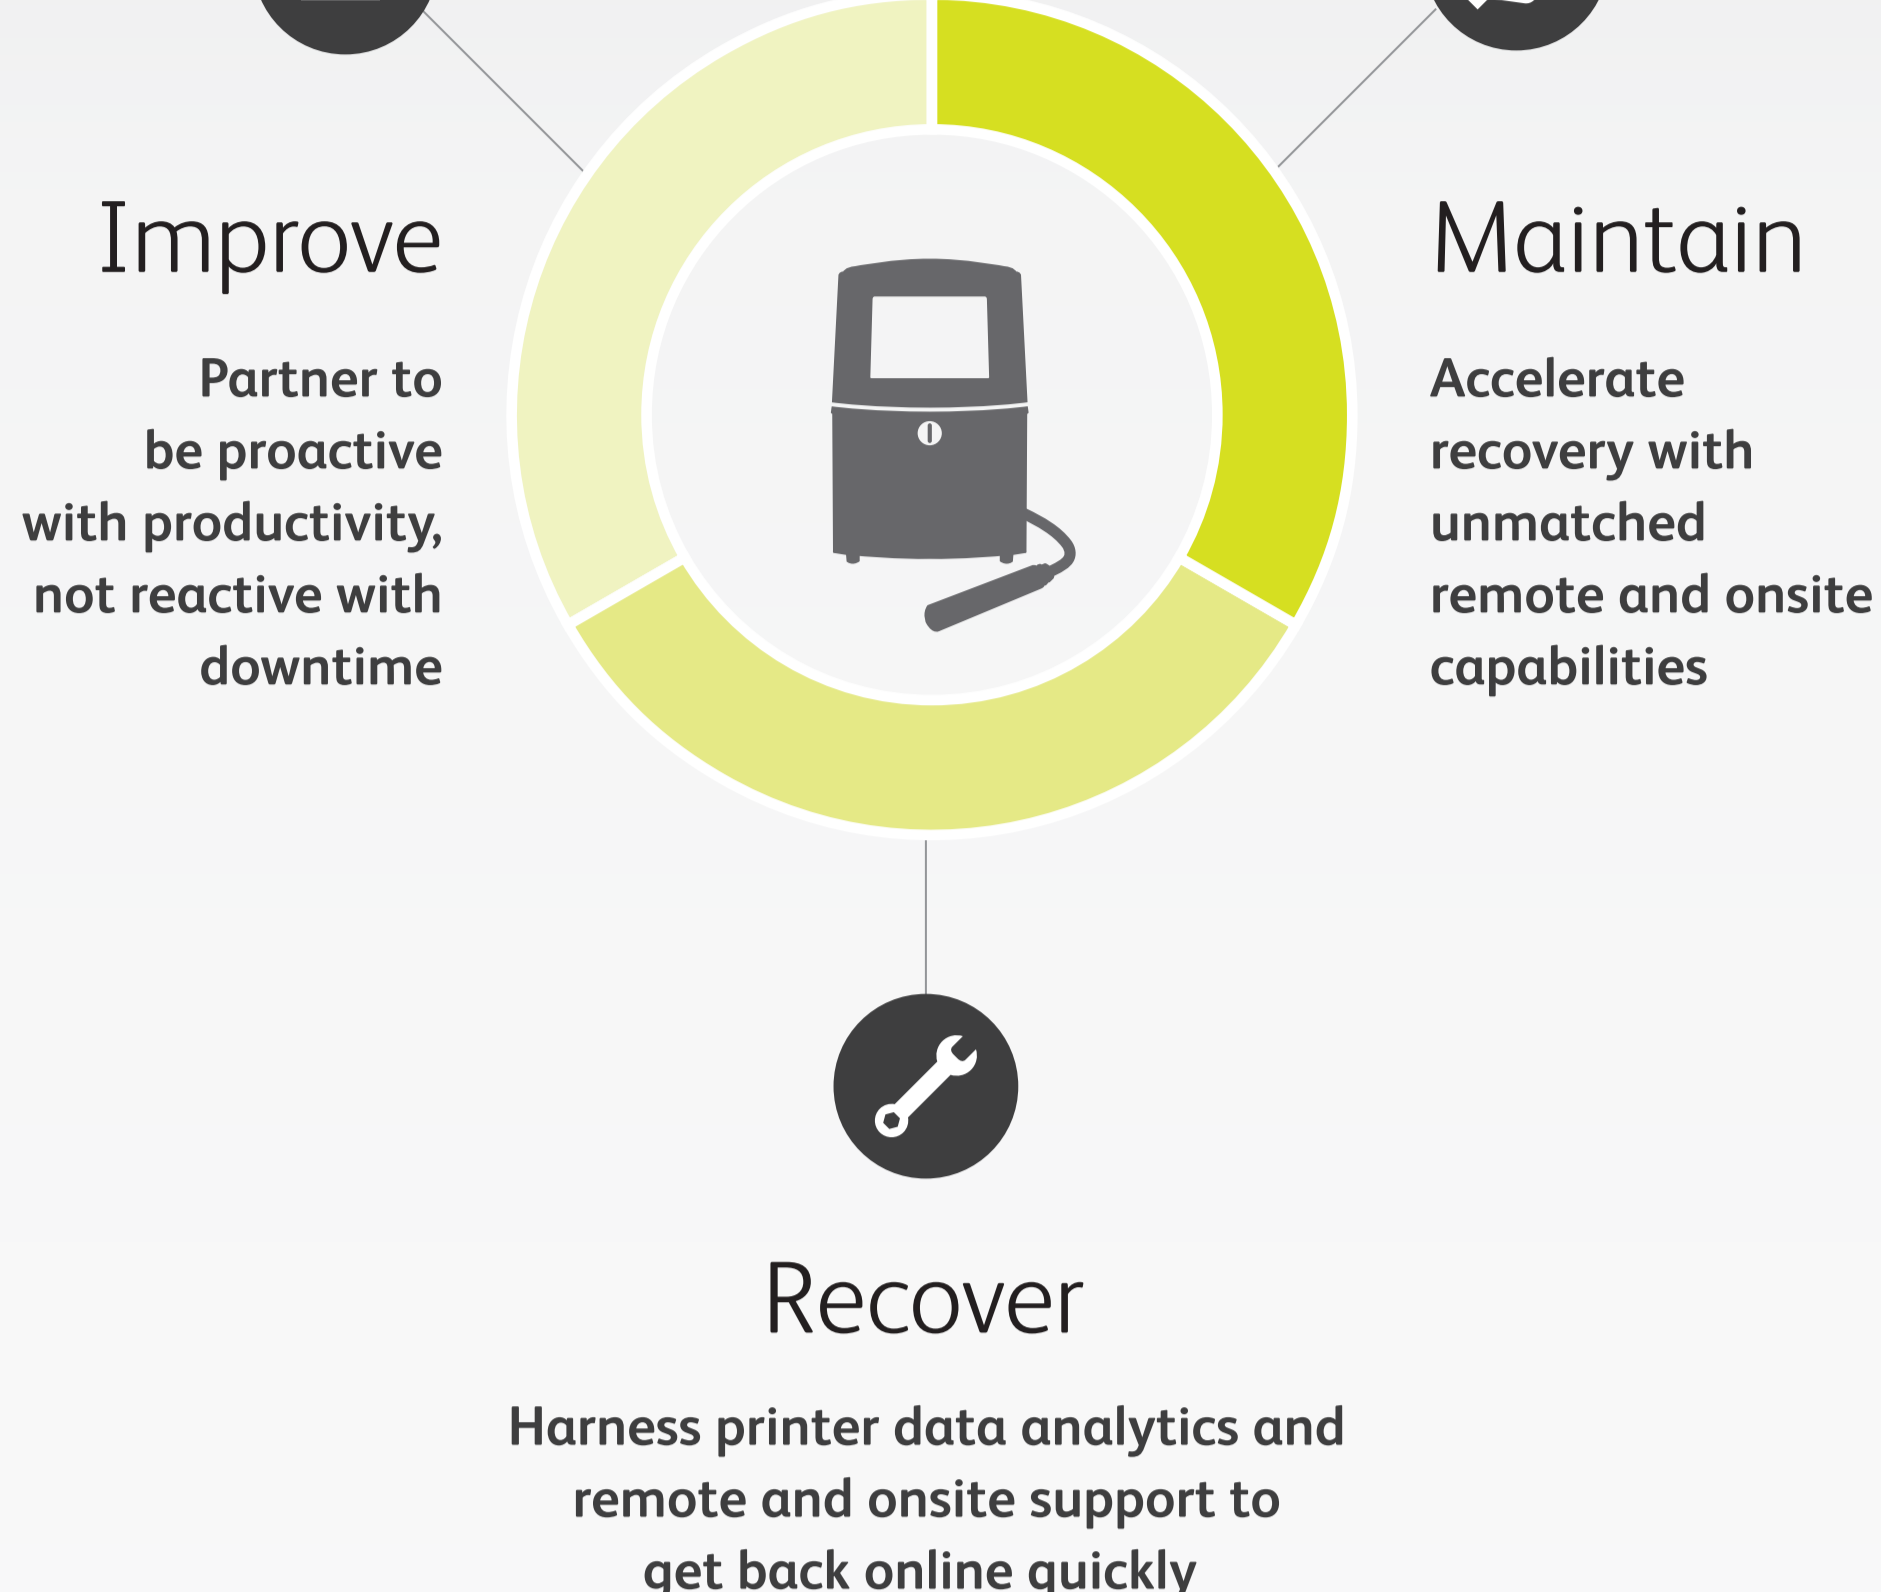 Improve
Partner to
be proactive
with productivity,
not reactive with
downtime
Maintain
Accelerate
recovery with
unmatched
remote and onsite
capabilities
Recover
Harness printer data analytics and
remote and onsite support to
get back online quickly